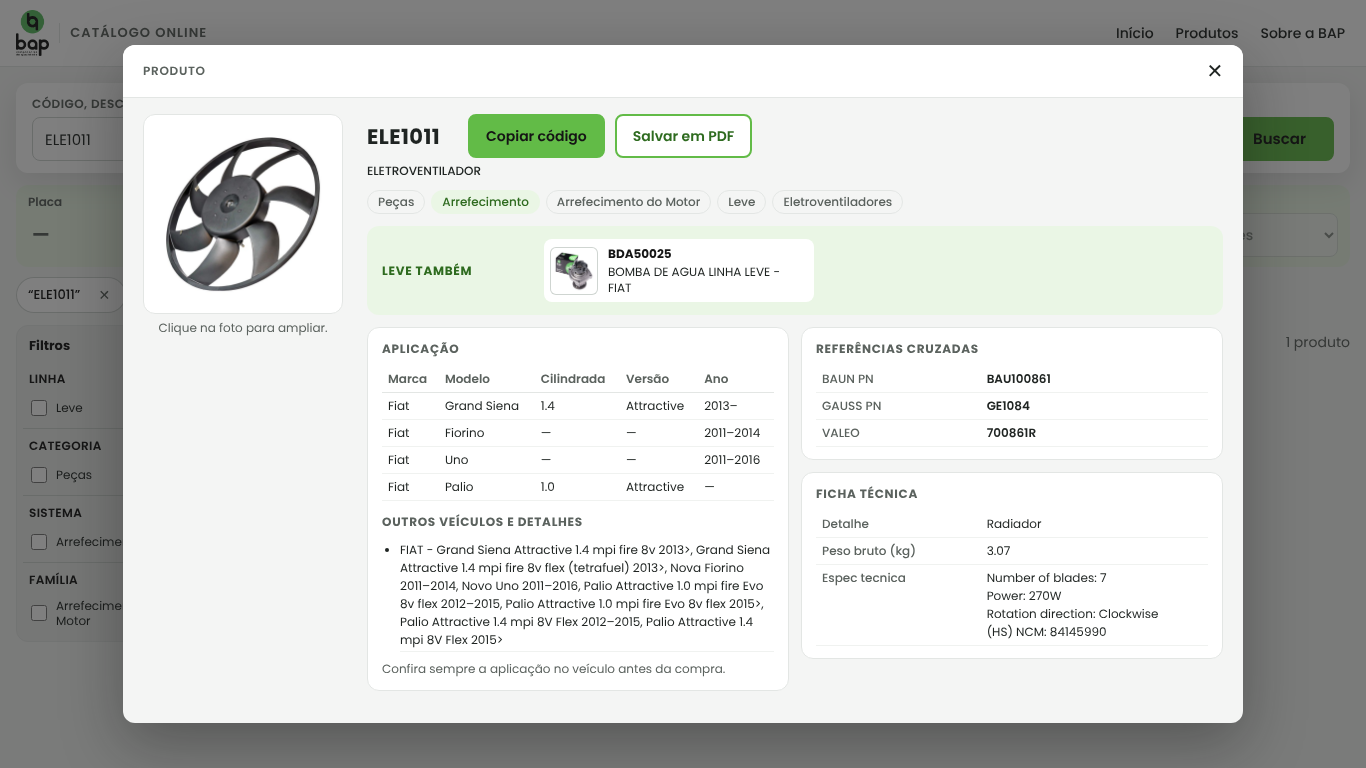 bap
CATÁLOGO ONLINE
Início
Produtos
Sobre a BAP
PRODUTO
✕
CÓDIGO, DESC
ELE1011
Buscar
Placa
—
"ELE1011" ✕
Filtros
LINHA
Leve
CATEGORIA
Peças
SISTEMA
Arrefecime
FAMÍLIA
Arrefecime
Motor
1 produto
Clique na foto para ampliar.
ELE1011
Copiar código
Salvar em PDF
ELETROVENTILADOR
Peças
Arrefecimento
Arrefecimento do Motor
Leve
Eletroventiladores
LEVE TAMBÉM
BDA50025
BOMBA DE AGUA LINHA LEVE -
FIAT
APLICAÇÃO
Marca Modelo Cilindrada Versão Ano
Fiat Grand Siena 1.4 Attractive 2013–
Fiat Fiorino — — 2011–2014
Fiat Uno — — 2011–2016
Fiat Palio 1.0 Attractive —
OUTROS VEÍCULOS E DETALHES
• FIAT - Grand Siena Attractive 1.4 mpi fire 8v 2013>, Grand Siena
Attractive 1.4 mpi fire 8v flex (tetrafuel) 2013>, Nova Fiorino
2011–2014, Novo Uno 2011–2016, Palio Attractive 1.0 mpi fire Evo
8v flex 2012–2015, Palio Attractive 1.0 mpi fire Evo 8v flex 2015>,
Palio Attractive 1.4 mpi 8V Flex 2012–2015, Palio Attractive 1.4
mpi 8V Flex 2015>
Confira sempre a aplicação no veículo antes da compra.
REFERÊNCIAS CRUZADAS
BAUN PN BAU100861
GAUSS PN GE1084
VALEO 700861R
FICHA TÉCNICA
Detalhe Radiador
Peso bruto (kg) 3.07
Espec tecnica Number of blades: 7
Power: 270W
Rotation direction: Clockwise
(HS) NCM: 84145990